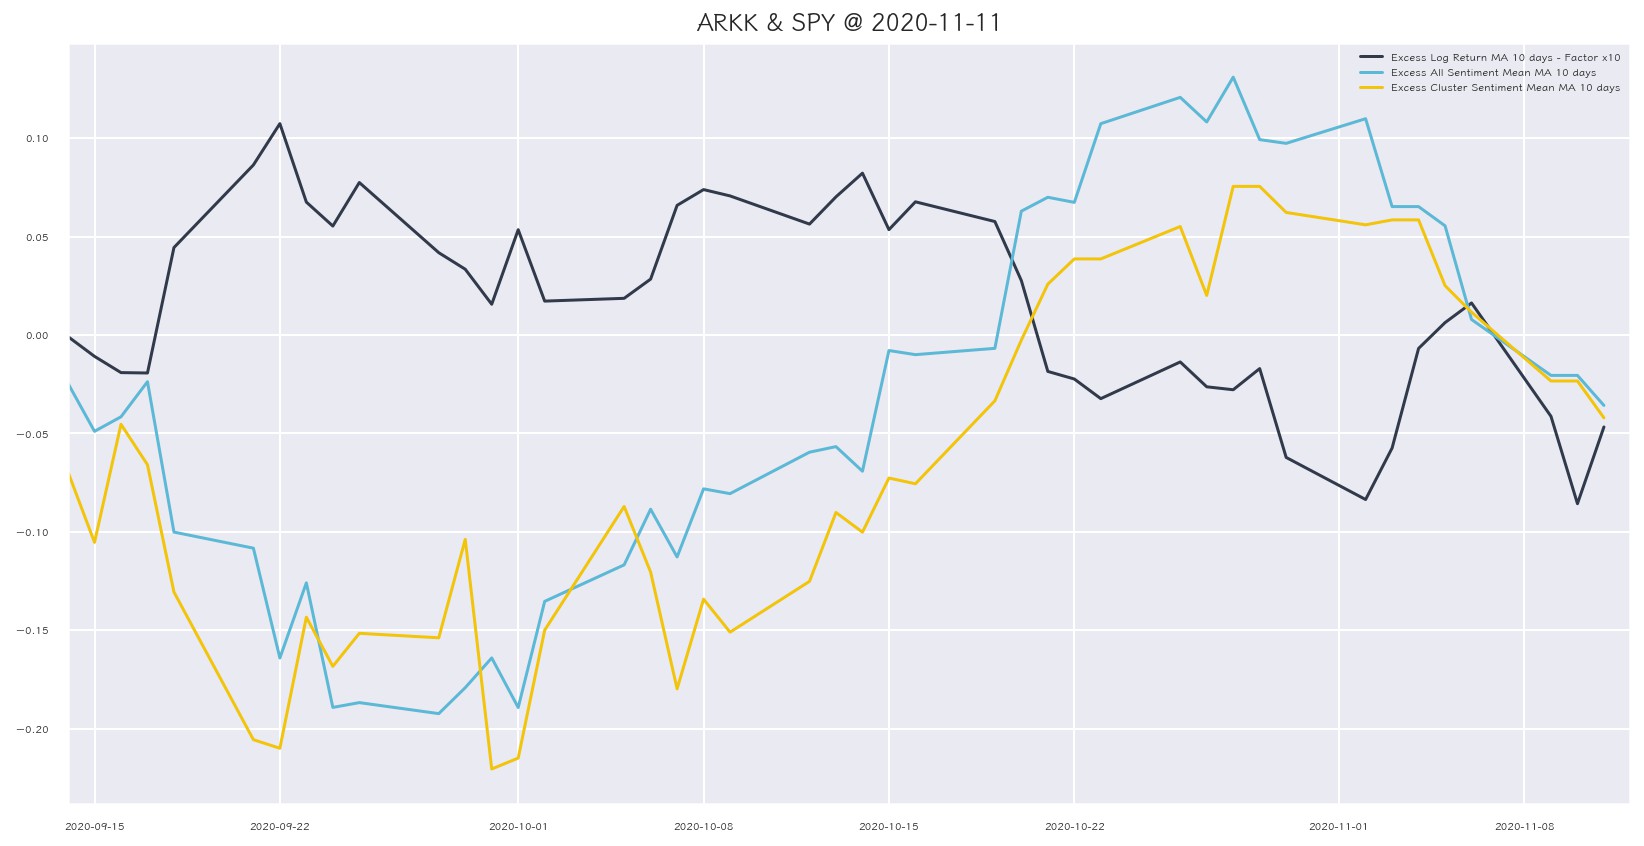 ARKK & SPY @ 2020-11-11
Excess Log Return MA 10 days - Factor x10
Excess All Sentiment Mean MA 10 days
Excess Cluster Sentiment Mean MA 10 days
0.10
0.05
0.00
−0.05
−0.10
−0.15
−0.20
2020-09-15 2020-09-22 2020-10-01 2020-10-08 2020-10-15 2020-10-22 2020-11-01 2020-11-08